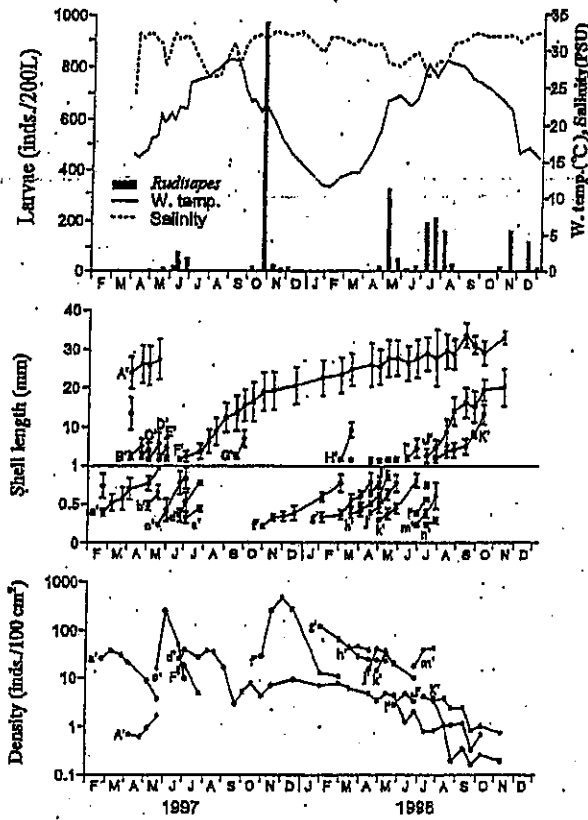 Larvae (inds./200L)
1000
800
600
400
200
0
35
30
25
20
15
10
5
0
W. temp.(°C), Salinity(PSU)
Ruditapes
W. temp.
Salinity
F M A M J J A S O N D J F M A M J J A S O N D
Shell length (mm)
40
30
20
10
1
0.5
0
A'
B'
F'
G'
H'
J'
K'
a'
b'
f'
g'
h'
k'
m'
n'
F M A M J J A S O N D J F M A M J J A S O N D
Density (inds./100 cm²)
1000
100
10
1
0.1
a'
A'
d'
F'
f'
g'
h'
k'
m'
K'
F M A M J J A S O N D J F M A M J J A S O N D
1997
1998